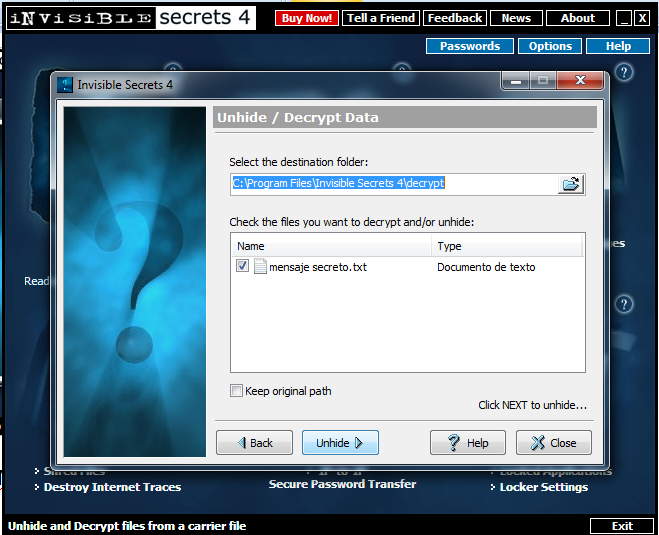 iNViSiBLE secrets 4
Buy Now! Tell a Friend Feedback News About _ X
Passwords Options Help
?
Invisible Secrets 4
Unhide / Decrypt Data
Select the destination folder:
C:\Program Files\Invisible Secrets 4\decrypt
Check the files you want to decrypt and/or unhide:
Name Type
mensaje secreto.txt Documento de texto
Read
?
Keep original path
Click NEXT to unhide...
Back Unhide ? Help Close
Destroy Internet Traces Secure Password Transfer Locker Settings
Unhide and Decrypt files from a carrier file Exit